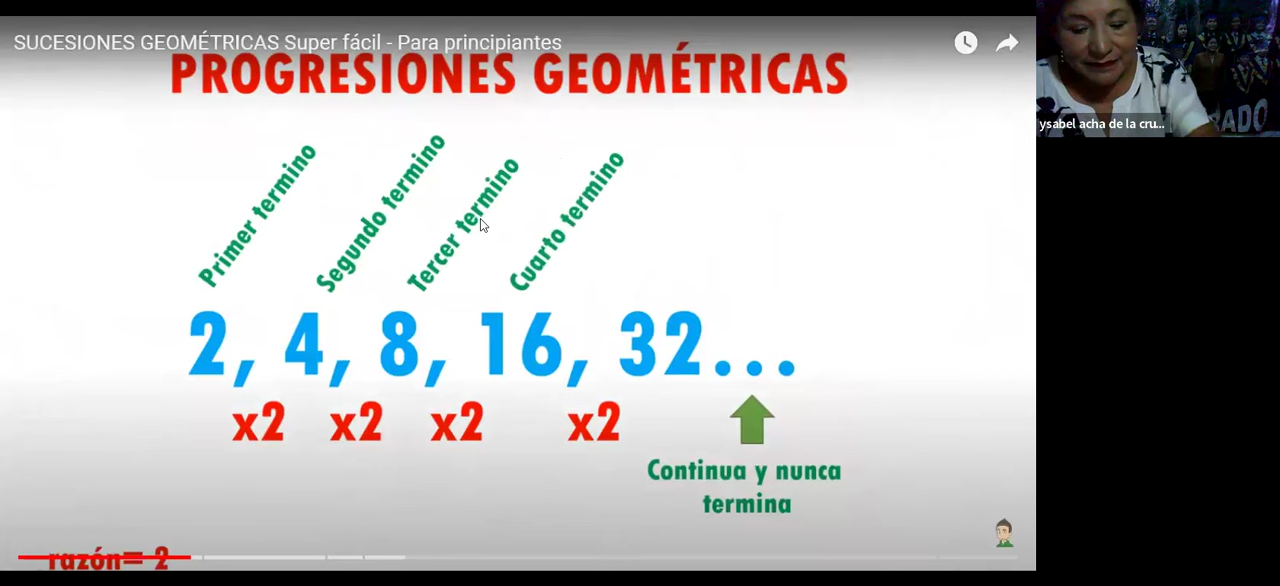 SUCESIONES GEOMÉTRICAS Super fácil - Para principiantes
PROGRESIONES GEOMÉTRICAS
Primer termino
Segundo termino
Tercer termino
Cuarto termino
2, 4, 8, 16, 32...
x2 x2 x2 x2
Continua y nunca
termina
razón= 2
ysabel acha de la cru...